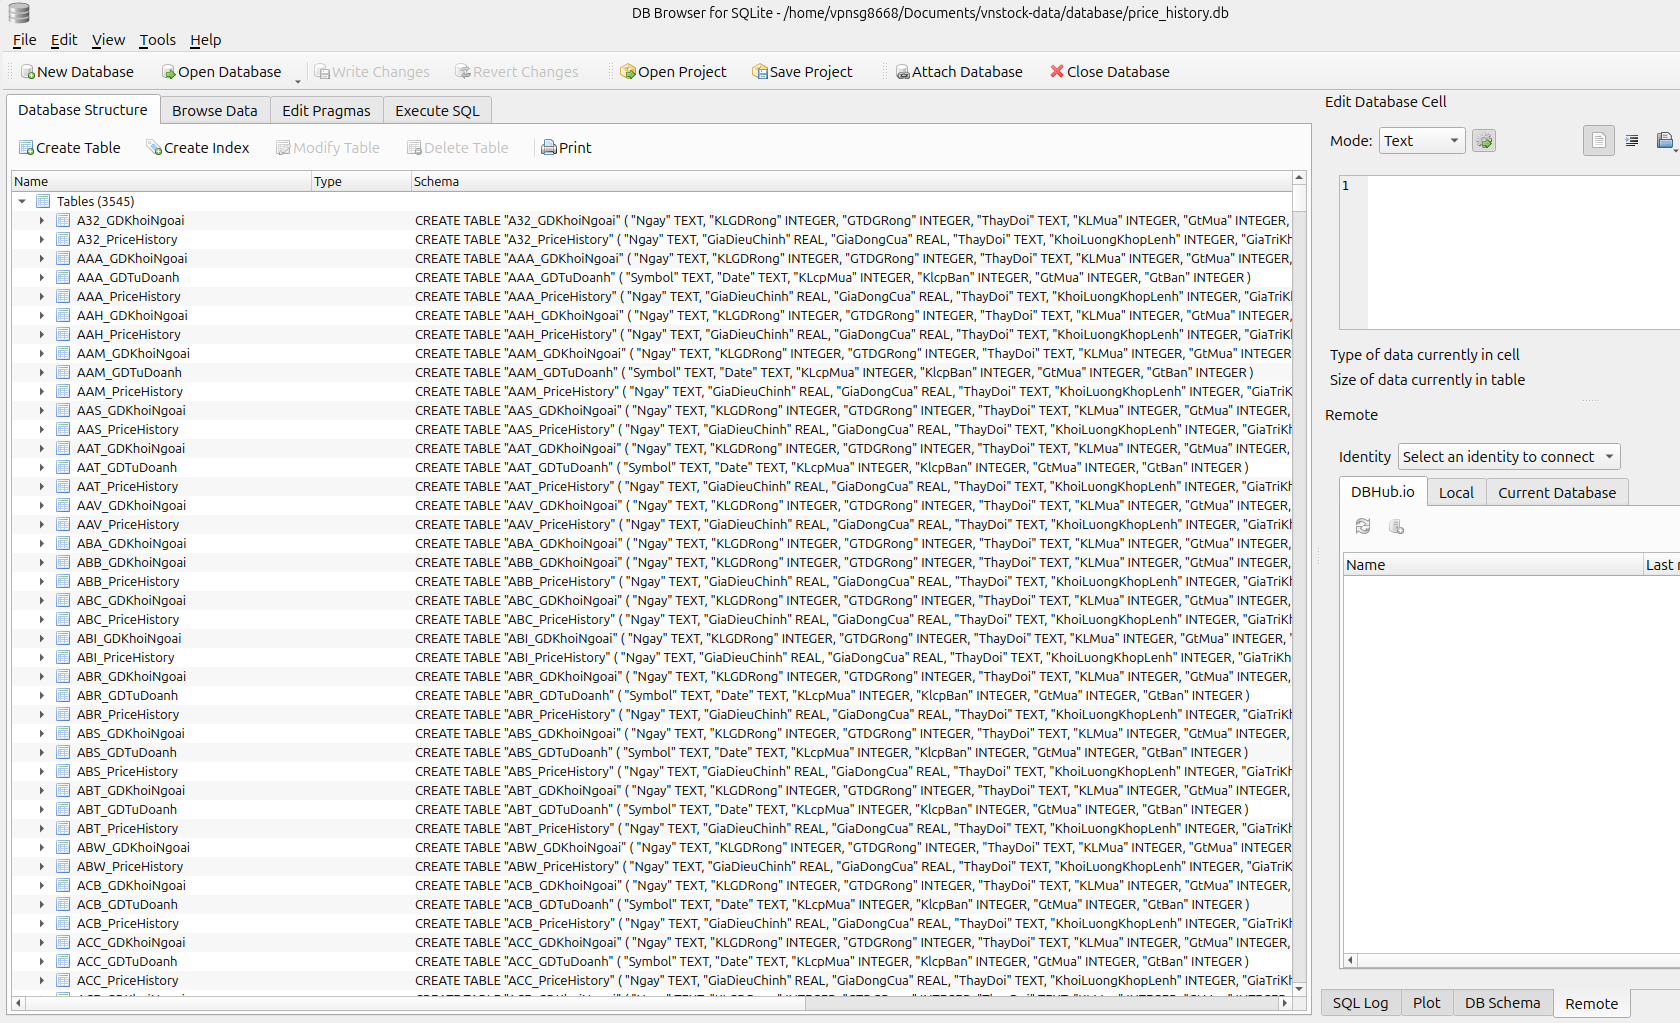 DB Browser for SQLite - /home/vpnsg8668/Documents/vnstock-data/database/price_history.db
File Edit View Tools Help
New Database Open Database Write Changes Revert Changes Open Project Save Project Attach Database Close Database
Database Structure Browse Data Edit Pragmas Execute SQL
Create Table Create Index Modify Table Delete Table Print
Name Type Schema
Tables (3545)
A32_GDKhoiNgoai CREATE TABLE "A32_GDKhoiNgoai" ( "Ngay" TEXT, "KLGDRong" INTEGER, "GTDGRong" INTEGER, "ThayDoi" TEXT, "KLMua" INTEGER, "GtMua" INTEGER,
A32_PriceHistory CREATE TABLE "A32_PriceHistory" ( "Ngay" TEXT, "GiaDieuChinh" REAL, "GiaDongCua" REAL, "ThayDoi" TEXT, "KhoiLuongKhopLenh" INTEGER, "GiaTriKh
AAA_GDKhoiNgoai CREATE TABLE "AAA_GDKhoiNgoai" ( "Ngay" TEXT, "KLGDRong" INTEGER, "GTDGRong" INTEGER, "ThayDoi" TEXT, "KLMua" INTEGER, "GtMua" INTEGER,
AAA_GDTuDoanh CREATE TABLE "AAA_GDTuDoanh" ( "Symbol" TEXT, "Date" TEXT, "KLcpMua" INTEGER, "KlcpBan" INTEGER, "GtMua" INTEGER, "GtBan" INTEGER )
AAA_PriceHistory CREATE TABLE "AAA_PriceHistory" ( "Ngay" TEXT, "GiaDieuChinh" REAL, "GiaDongCua" REAL, "ThayDoi" TEXT, "KhoiLuongKhopLenh" INTEGER, "GiaTriKl
AAH_GDKhoiNgoai CREATE TABLE "AAH_GDKhoiNgoai" ( "Ngay" TEXT, "KLGDRong" INTEGER, "GTDGRong" INTEGER, "ThayDoi" TEXT, "KLMua" INTEGER, "GtMua" INTEGER,
AAH_PriceHistory CREATE TABLE "AAH_PriceHistory" ( "Ngay" TEXT, "GiaDieuChinh" REAL, "GiaDongCua" REAL, "ThayDoi" TEXT, "KhoiLuongKhopLenh" INTEGER, "GiaTriK
AAM_GDKhoiNgoai CREATE TABLE "AAM_GDKhoiNgoai" ( "Ngay" TEXT, "KLGDRong" INTEGER, "GTDGRong" INTEGER, "ThayDoi" TEXT, "KLMua" INTEGER, "GtMua" INTEGER
AAM_GDTuDoanh CREATE TABLE "AAM_GDTuDoanh" ( "Symbol" TEXT, "Date" TEXT, "KLcpMua" INTEGER, "KlcpBan" INTEGER, "GtMua" INTEGER, "GtBan" INTEGER )
AAM_PriceHistory CREATE TABLE "AAM_PriceHistory" ( "Ngay" TEXT, "GiaDieuChinh" REAL, "GiaDongCua" REAL, "ThayDoi" TEXT, "KhoiLuongKhopLenh" INTEGER, "GiaTriK
AAS_GDKhoiNgoai CREATE TABLE "AAS_GDKhoiNgoai" ( "Ngay" TEXT, "KLGDRong" INTEGER, "GTDGRong" INTEGER, "ThayDoi" TEXT, "KLMua" INTEGER, "GtMua" INTEGER,
AAS_PriceHistory CREATE TABLE "AAS_PriceHistory" ( "Ngay" TEXT, "GiaDieuChinh" REAL, "GiaDongCua" REAL, "ThayDoi" TEXT, "KhoiLuongKhopLenh" INTEGER, "GiaTriKh
AAT_GDKhoiNgoai CREATE TABLE "AAT_GDKhoiNgoai" ( "Ngay" TEXT, "KLGDRong" INTEGER, "GTDGRong" INTEGER, "ThayDoi" TEXT, "KLMua" INTEGER, "GtMua" INTEGER,
AAT_GDTuDoanh CREATE TABLE "AAT_GDTuDoanh" ( "Symbol" TEXT, "Date" TEXT, "KLcpMua" INTEGER, "KlcpBan" INTEGER, "GtMua" INTEGER, "GtBan" INTEGER )
AAT_PriceHistory CREATE TABLE "AAT_PriceHistory" ( "Ngay" TEXT, "GiaDieuChinh" REAL, "GiaDongCua" REAL, "ThayDoi" TEXT, "KhoiLuongKhopLenh" INTEGER, "GiaTriKh
AAV_GDKhoiNgoai CREATE TABLE "AAV_GDKhoiNgoai" ( "Ngay" TEXT, "KLGDRong" INTEGER, "GTDGRong" INTEGER, "ThayDoi" TEXT, "KLMua" INTEGER, "GtMua" INTEGER,
AAV_PriceHistory CREATE TABLE "AAV_PriceHistory" ( "Ngay" TEXT, "GiaDieuChinh" REAL, "GiaDongCua" REAL, "ThayDoi" TEXT, "KhoiLuongKhopLenh" INTEGER, "GiaTriKl
ABA_GDKhoiNgoai CREATE TABLE "ABA_GDKhoiNgoai" ( "Ngay" TEXT, "KLGDRong" INTEGER, "GTDGRong" INTEGER, "ThayDoi" TEXT, "KLMua" INTEGER, "GtMua" INTEGER,
ABB_GDKhoiNgoai CREATE TABLE "ABB_GDKhoiNgoai" ( "Ngay" TEXT, "KLGDRong" INTEGER, "GTDGRong" INTEGER, "ThayDoi" TEXT, "KLMua" INTEGER, "GtMua" INTEGER,
ABB_PriceHistory CREATE TABLE "ABB_PriceHistory" ( "Ngay" TEXT, "GiaDieuChinh" REAL, "GiaDongCua" REAL, "ThayDoi" TEXT, "KhoiLuongKhopLenh" INTEGER, "GiaTriKl
ABC_GDKhoiNgoai CREATE TABLE "ABC_GDKhoiNgoai" ( "Ngay" TEXT, "KLGDRong" INTEGER, "GTDGRong" INTEGER, "ThayDoi" TEXT, "KLMua" INTEGER, "GtMua" INTEGER,
ABC_PriceHistory CREATE TABLE "ABC_PriceHistory" ( "Ngay" TEXT, "GiaDieuChinh" REAL, "GiaDongCua" REAL, "ThayDoi" TEXT, "KhoiLuongKhopLenh" INTEGER, "GiaTriKh
ABI_GDKhoiNgoai CREATE TABLE "ABI_GDKhoiNgoai" ( "Ngay" TEXT, "KLGDRong" INTEGER, "GTDGRong" INTEGER, "ThayDoi" TEXT, "KLMua" INTEGER, "GtMua" INTEGER, "
ABI_PriceHistory CREATE TABLE "ABI_PriceHistory" ( "Ngay" TEXT, "GiaDieuChinh" REAL, "GiaDongCua" REAL, "ThayDoi" TEXT, "KhoiLuongKhopLenh" INTEGER, "GiaTriKh
ABR_GDKhoiNgoai CREATE TABLE "ABR_GDKhoiNgoai" ( "Ngay" TEXT, "KLGDRong" INTEGER, "GTDGRong" INTEGER, "ThayDoi" TEXT, "KLMua" INTEGER, "GtMua" INTEGER,
ABR_GDTuDoanh CREATE TABLE "ABR_GDTuDoanh" ( "Symbol" TEXT, "Date" TEXT, "KLcpMua" INTEGER, "KlcpBan" INTEGER, "GtMua" INTEGER, "GtBan" INTEGER )
ABR_PriceHistory CREATE TABLE "ABR_PriceHistory" ( "Ngay" TEXT, "GiaDieuChinh" REAL, "GiaDongCua" REAL, "ThayDoi" TEXT, "KhoiLuongKhopLenh" INTEGER, "GiaTriKl
ABS_GDKhoiNgoai CREATE TABLE "ABS_GDKhoiNgoai" ( "Ngay" TEXT, "KLGDRong" INTEGER, "GTDGRong" INTEGER, "ThayDoi" TEXT, "KLMua" INTEGER, "GtMua" INTEGER,
ABS_GDTuDoanh CREATE TABLE "ABS_GDTuDoanh" ( "Symbol" TEXT, "Date" TEXT, "KLcpMua" INTEGER, "KlcpBan" INTEGER, "GtMua" INTEGER, "GtBan" INTEGER )
ABS_PriceHistory CREATE TABLE "ABS_PriceHistory" ( "Ngay" TEXT, "GiaDieuChinh" REAL, "GiaDongCua" REAL, "ThayDoi" TEXT, "KhoiLuongKhopLenh" INTEGER, "GiaTriKh
ABT_GDKhoiNgoai CREATE TABLE "ABT_GDKhoiNgoai" ( "Ngay" TEXT, "KLGDRong" INTEGER, "GTDGRong" INTEGER, "ThayDoi" TEXT, "KLMua" INTEGER, "GtMua" INTEGER,
ABT_GDTuDoanh CREATE TABLE "ABT_GDTuDoanh" ( "Symbol" TEXT, "Date" TEXT, "KLcpMua" INTEGER, "KlcpBan" INTEGER, "GtMua" INTEGER, "GtBan" INTEGER )
ABT_PriceHistory CREATE TABLE "ABT_PriceHistory" ( "Ngay" TEXT, "GiaDieuChinh" REAL, "GiaDongCua" REAL, "ThayDoi" TEXT, "KhoiLuongKhopLenh" INTEGER, "GiaTriKh
ABW_GDKhoiNgoai CREATE TABLE "ABW_GDKhoiNgoai" ( "Ngay" TEXT, "KLGDRong" INTEGER, "GTDGRong" INTEGER, "ThayDoi" TEXT, "KLMua" INTEGER, "GtMua" INTEGER
ABW_PriceHistory CREATE TABLE "ABW_PriceHistory" ( "Ngay" TEXT, "GiaDieuChinh" REAL, "GiaDongCua" REAL, "ThayDoi" TEXT, "KhoiLuongKhopLenh" INTEGER, "GiaTriK
ACB_GDKhoiNgoai CREATE TABLE "ACB_GDKhoiNgoai" ( "Ngay" TEXT, "KLGDRong" INTEGER, "GTDGRong" INTEGER, "ThayDoi" TEXT, "KLMua" INTEGER, "GtMua" INTEGER,
ACB_GDTuDoanh CREATE TABLE "ACB_GDTuDoanh" ( "Symbol" TEXT, "Date" TEXT, "KLcpMua" INTEGER, "KlcpBan" INTEGER, "GtMua" INTEGER, "GtBan" INTEGER )
ACB_PriceHistory CREATE TABLE "ACB_PriceHistory" ( "Ngay" TEXT, "GiaDieuChinh" REAL, "GiaDongCua" REAL, "ThayDoi" TEXT, "KhoiLuongKhopLenh" INTEGER, "GiaTriKh
ACC_GDKhoiNgoai CREATE TABLE "ACC_GDKhoiNgoai" ( "Ngay" TEXT, "KLGDRong" INTEGER, "GTDGRong" INTEGER, "ThayDoi" TEXT, "KLMua" INTEGER, "GtMua" INTEGER,
ACC_GDTuDoanh CREATE TABLE "ACC_GDTuDoanh" ( "Symbol" TEXT, "Date" TEXT, "KLcpMua" INTEGER, "KlcpBan" INTEGER, "GtMua" INTEGER, "GtBan" INTEGER )
ACC_PriceHistory CREATE TABLE "ACC_PriceHistory" ( "Ngay" TEXT, "GiaDieuChinh" REAL, "GiaDongCua" REAL, "ThayDoi" TEXT, "KhoiLuongKhopLenh" INTEGER, "GiaTriKh
Edit Database Cell
Mode: Text
1
Type of data currently in cell
Size of data currently in table
Remote
Identity Select an identity to connect
DBHub.io Local Current Database
Name Last
SQL Log Plot DB Schema Remote